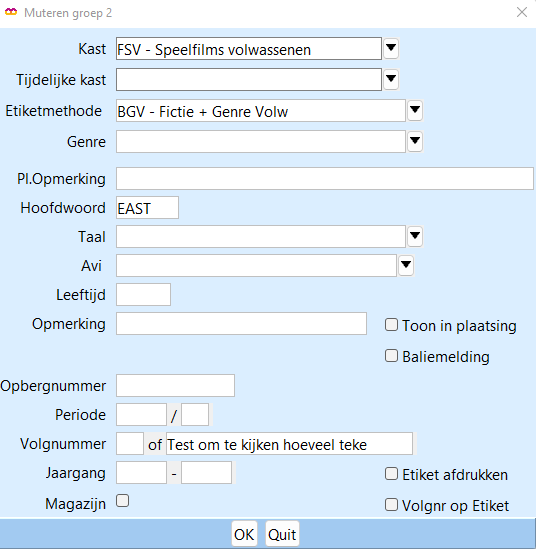 Muteren groep 2
Kast FSV - Speelfilms volwassenen
Tijdelijke kast
Etiketmethode BGV - Fictie + Genre Volw
Genre
Pl.Opmerking
Hoofdwoord EAST
Taal
Avi
Leeftijd
Opmerking Toon in plaatsing
Baliemelding
Opbergnummer
Periode /
Volgnummer of Test om te kijken hoeveel teke
Jaargang - Etiket afdrukken
Magazijn Volgnr op Etiket
OK Quit